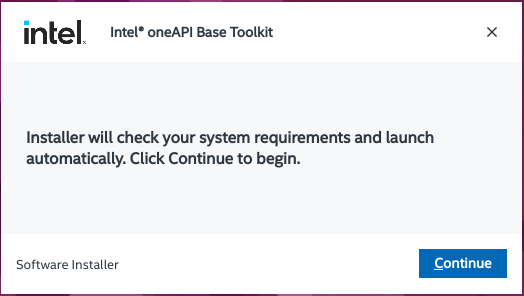 intel. Intel® oneAPI Base Toolkit
Installer will check your system requirements and launch
automatically. Click Continue to begin.
Software Installer Continue